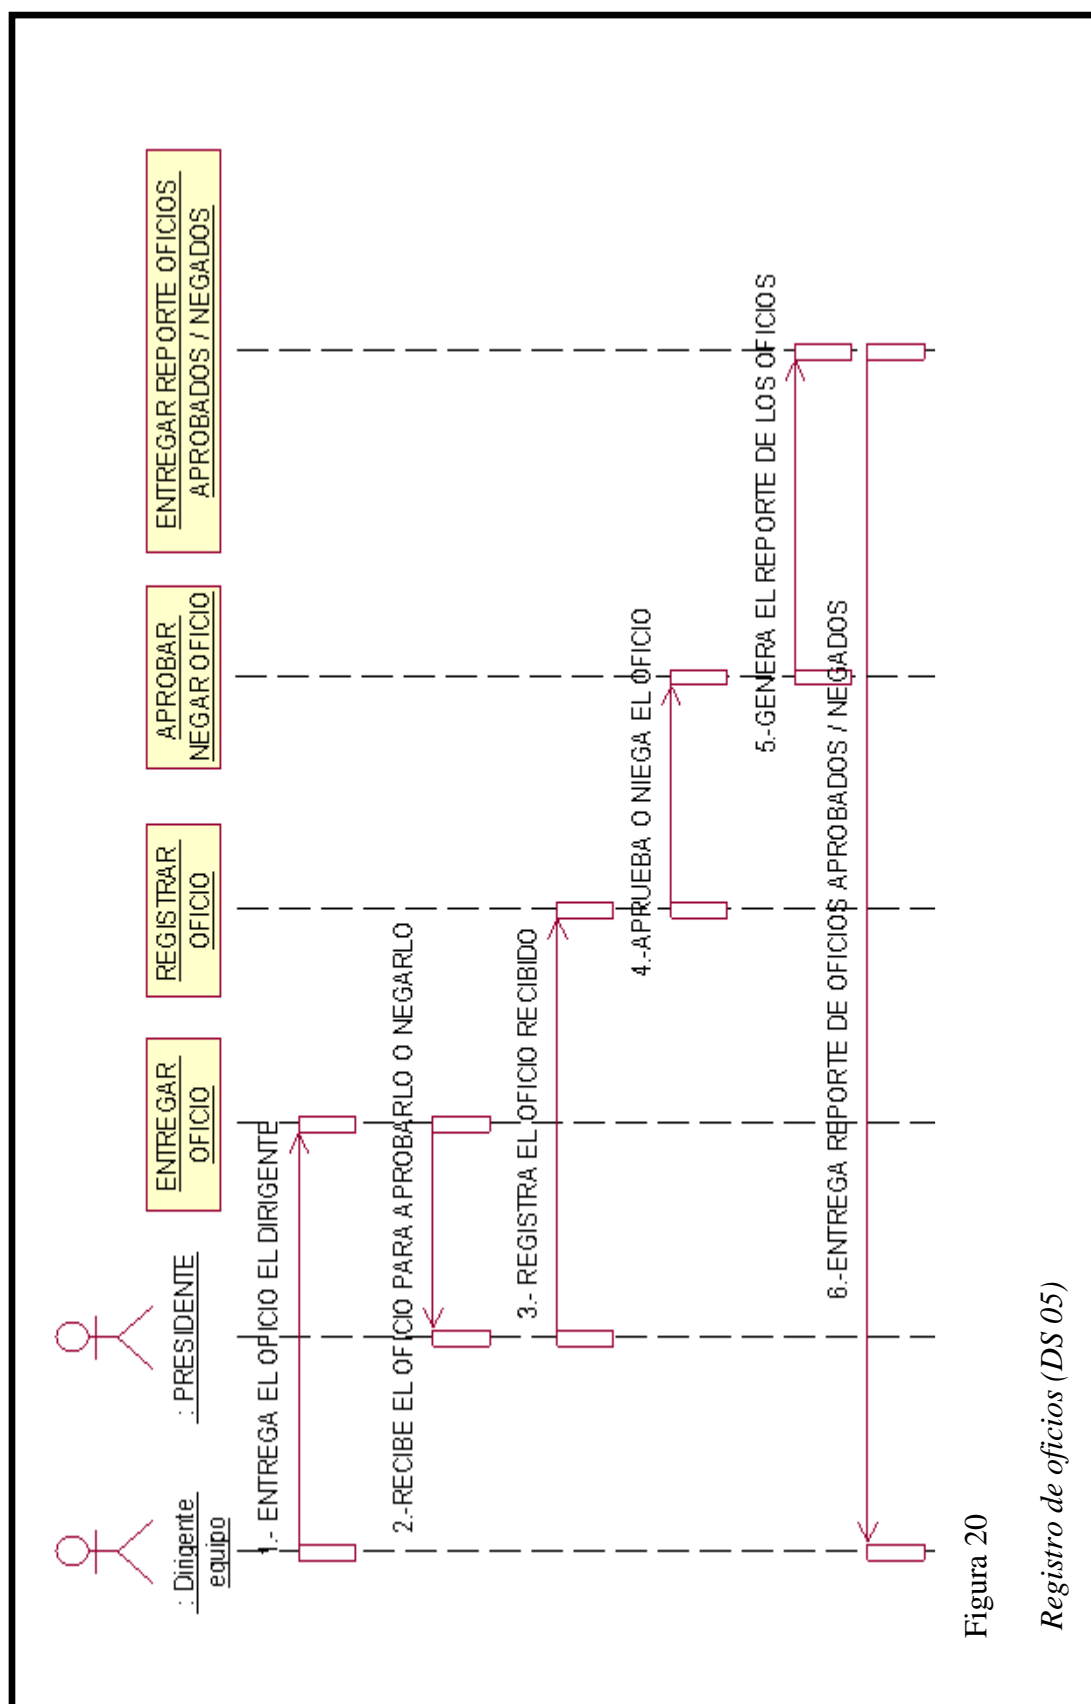 : Dirigente
equipo
: PRESIDENTE
ENTREGAR
OFICIO
REGISTRAR
OFICIO
APROBAR
NEGAR OFICIO
ENTREGAR REPORTE OFICIOS
APROBADOS / NEGADOS
1.- ENTREGA EL OFICIO EL DIRIGENTE
2.-RECIBE EL OFICIO PARA APROBARLO O NEGARLO
3.- REGISTRA EL OFICIO RECIBIDO
4.-APRUEBA O NIEGA EL OFICIO
5.-GENERA EL REPORTE DE LOS OFICIOS
6.-ENTREGA REPORTE DE OFICIOS APROBADOS / NEGADOS
Figura 20
Registro de oficios (DS 05)